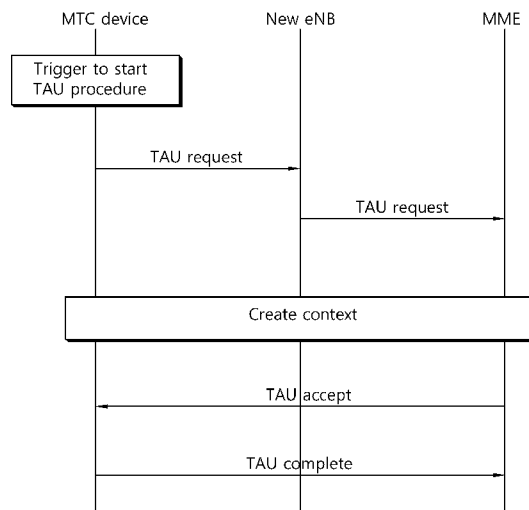 MTC device New eNB MME
Trigger to start
TAU procedure
TAU request
TAU request
Create context
TAU accept
TAU complete